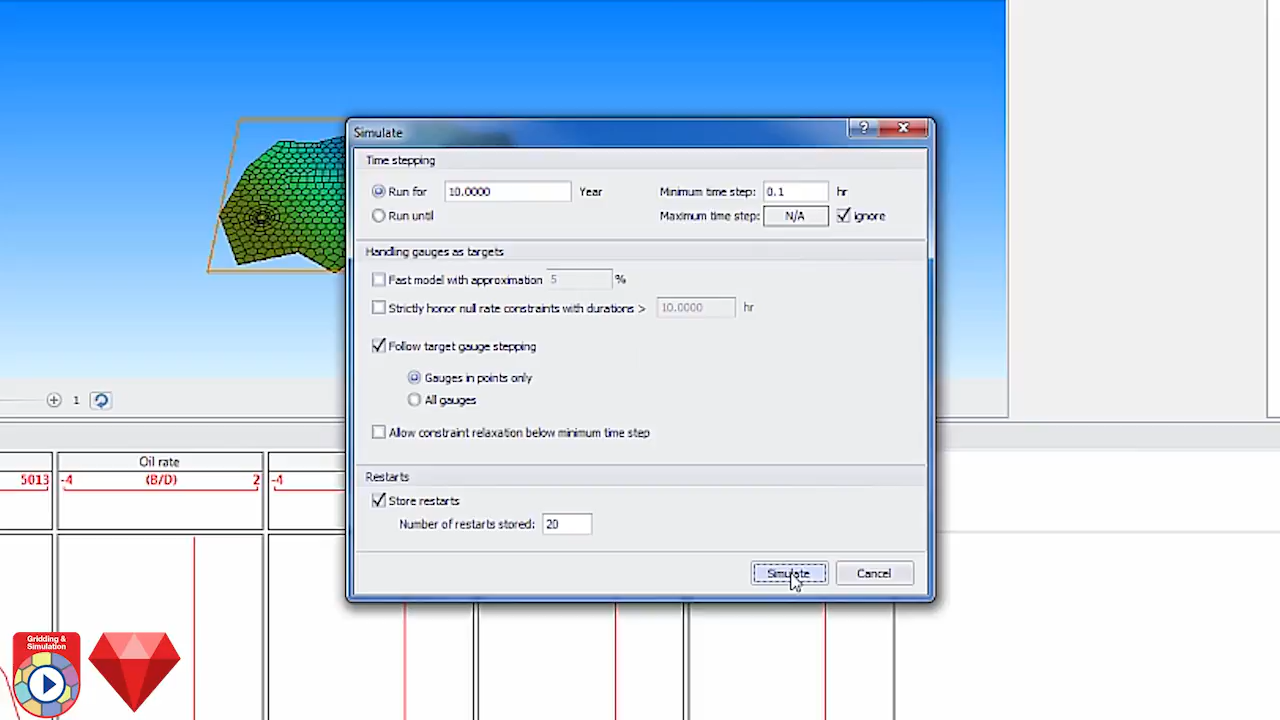 Simulate
?
Time stepping
Run for 10.0000 Year Minimum time step: 0.1 hr
Run until Maximum time step: N/A ignore
Handling gauges as targets
Fast model with approximation 5 %
Strictly honor null rate constraints with durations > 10.0000 hr
Follow target gauge stepping
Gauges in points only
All gauges
Allow constraint relaxation below minimum time step
Restarts
Store restarts
Number of restarts stored: 20
Simulate Cancel
1
Oil rate
5013 -4 (B/D) 2 -4
Gridding &
Simulation